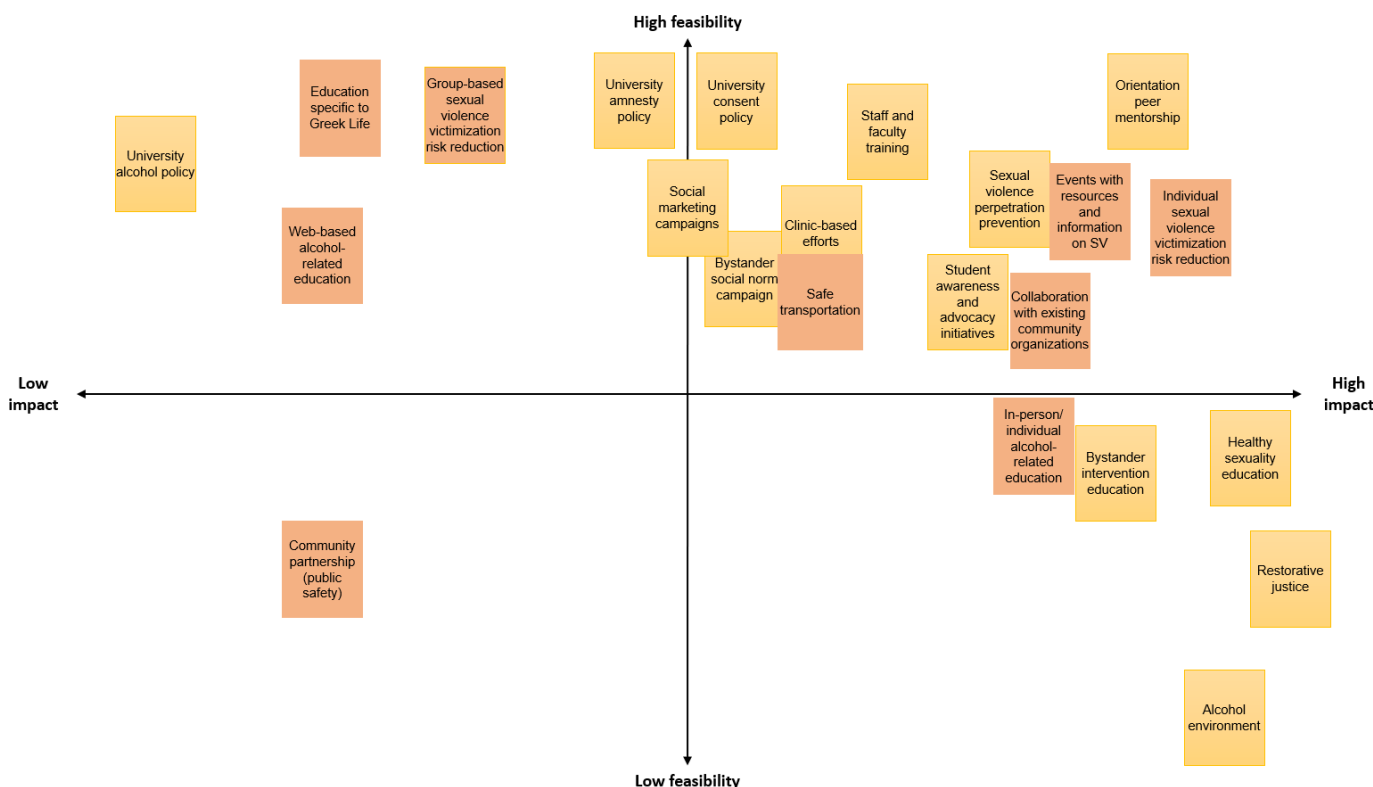 High feasibility
Education
specific to
Greek Life
Group-based
sexual
violence
victimization
risk reduction
University
amnesty
policy
University
consent
policy
Orientation
peer
mentorship
Staff and
faculty
training
University
alcohol policy
Social
marketing
campaigns
Sexual
violence
perpetration
prevention
Events with
resources
and
information
on SV
Individual
sexual
violence
victimization
risk reduction
Web-based
alcohol-
related
education
Clinic-based
efforts
Bystander
social norm
campaign
Safe
transportation
Student
awareness
and
advocacy
initiatives
Collaboration
with existing
community
organizations
Low
impact
High
impact
In-person/
individual
alcohol-
related
education
Bystander
intervention
education
Healthy
sexuality
education
Community
partnership
(public
safety)
Restorative
justice
Alcohol
environment
Low feasibility